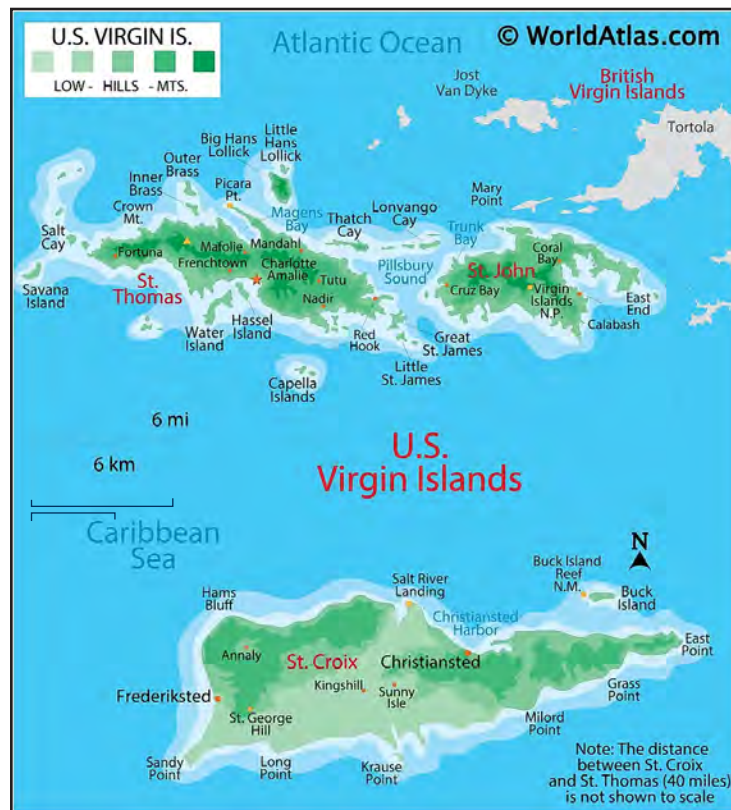 U.S. VIRGIN IS.
LOW - HILLS - MTS.
Atlantic Ocean
© WorldAtlas.com
Jost
Van Dyke
British
Virgin Islands
Tortola
Little
Hans
Lollick
Big Hans
Lollick
Outer
Brass
Inner
Brass
Picara
Pt.
Crown
Mt.
Magens
Bay
Thatch
Cay
Lonvango
Cay
Mary
Point
Trunk
Bay
Salt
Cay
Fortuna
Mafolie
Mandahl
Frenchtown
Charlotte
Amalie
Tutu
Nadir
Pillsbury
Sound
St. John
Coral
Bay
Cruz Bay
Virgin
Islands
N.P.
East
End
Calabash
Savana
Island
St.
Thomas
Water
Island
Hassel
Island
Red
Hook
Great
St. James
Little
St. James
Capella
Islands
6 mi
6 km
U.S.
Virgin Islands
Caribbean
Sea
N
Buck Island
Reef
N.M.
Buck
Island
Salt River
Landing
Hams
Bluff
Christiansted
Harbor
East
Point
Annaly
St. Croix
Christiansted
Kingshill
Sunny
Isle
Grass
Point
Frederiksted
St. George
Hill
Milord
Point
Sandy
Point
Long
Point
Krause
Point
Note: The distance
between St. Croix
and St. Thomas (40 miles)
is not shown to scale